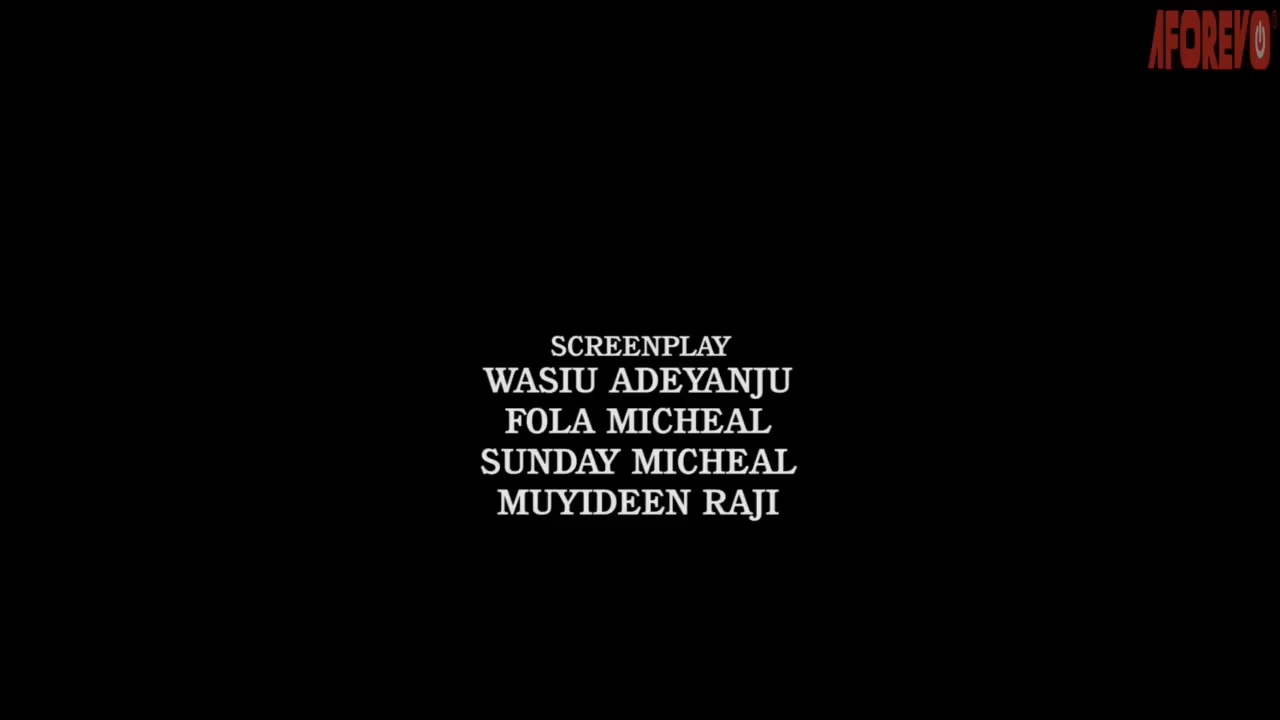 AFOREVO
SCREENPLAY
WASIU ADEYANJU
FOLA MICHEAL
SUNDAY MICHEAL
MUYIDEEN RAJI